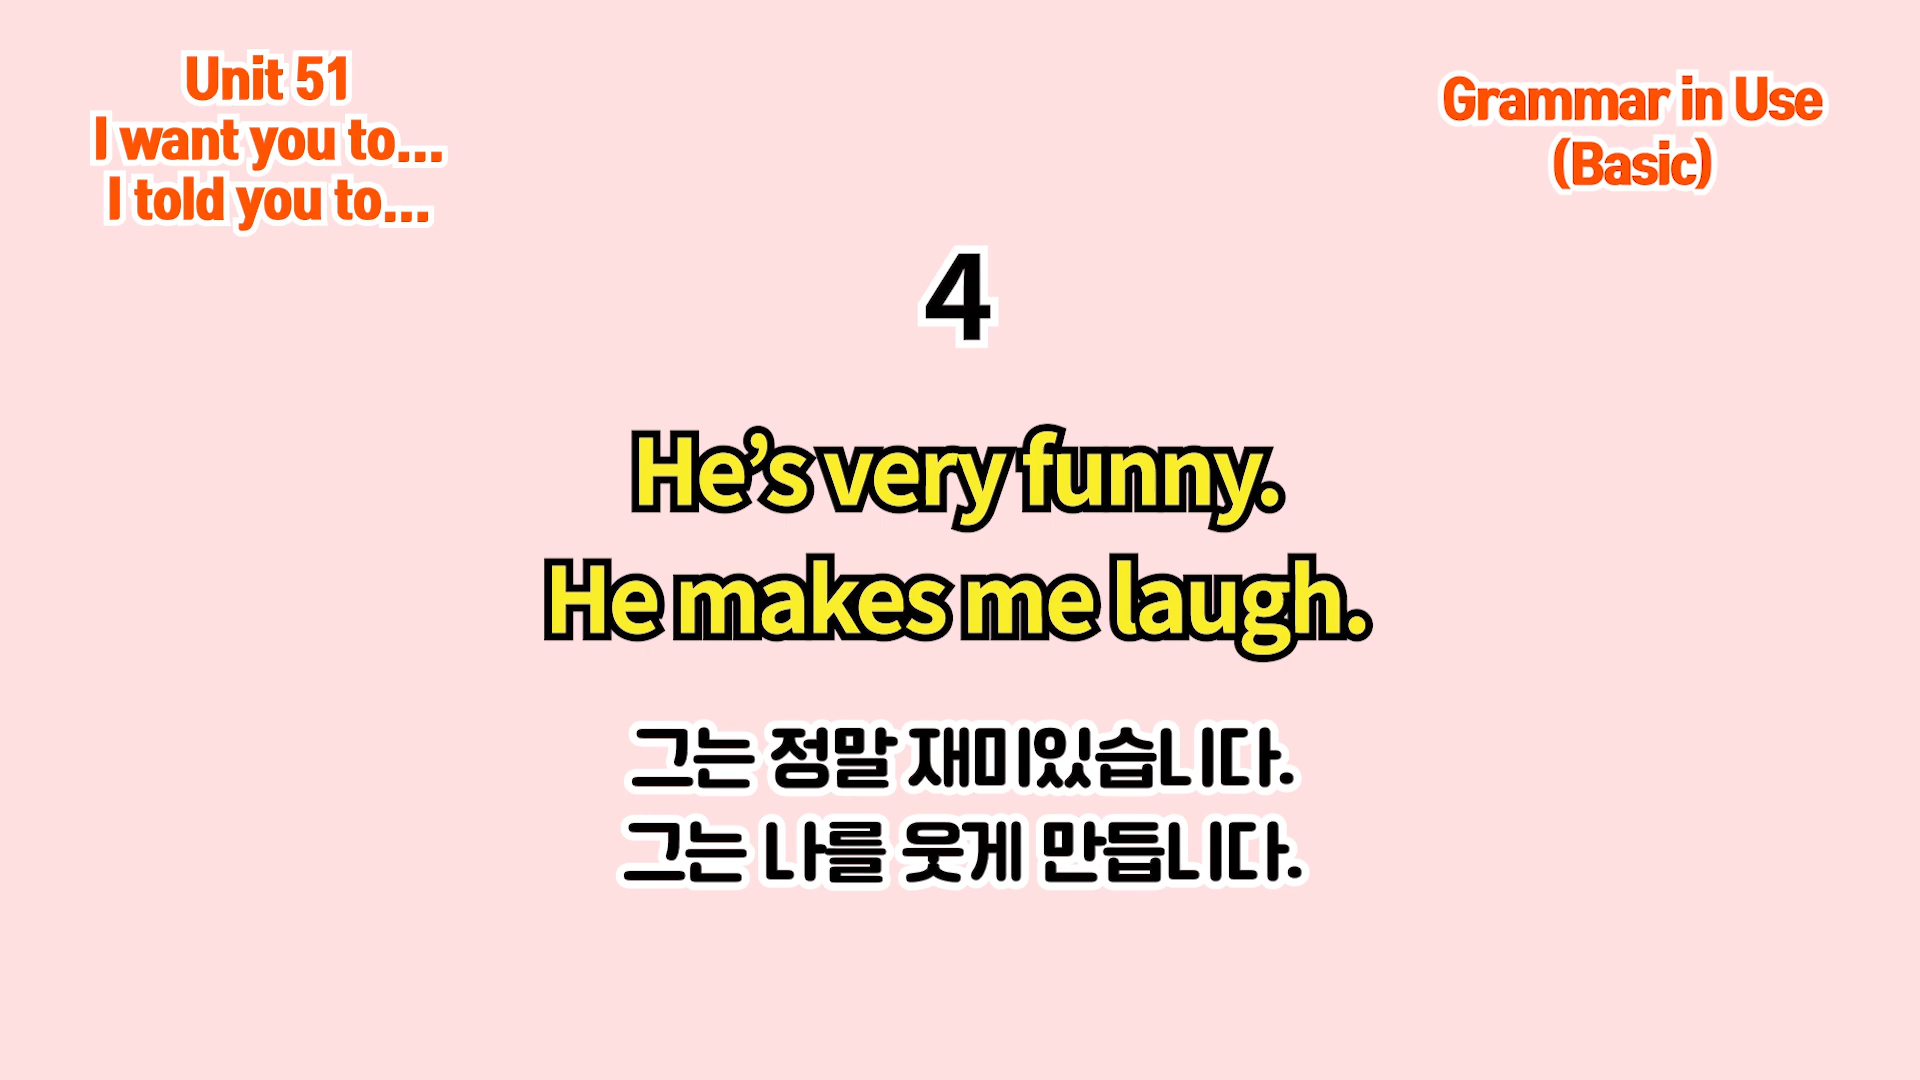 Unit 51
I want you to...
I told you to...
Grammar in Use
(Basic)
4
He’s very funny.
He makes me laugh.
그는 정말 재미있습니다.
그는 나를 웃게 만듭니다.